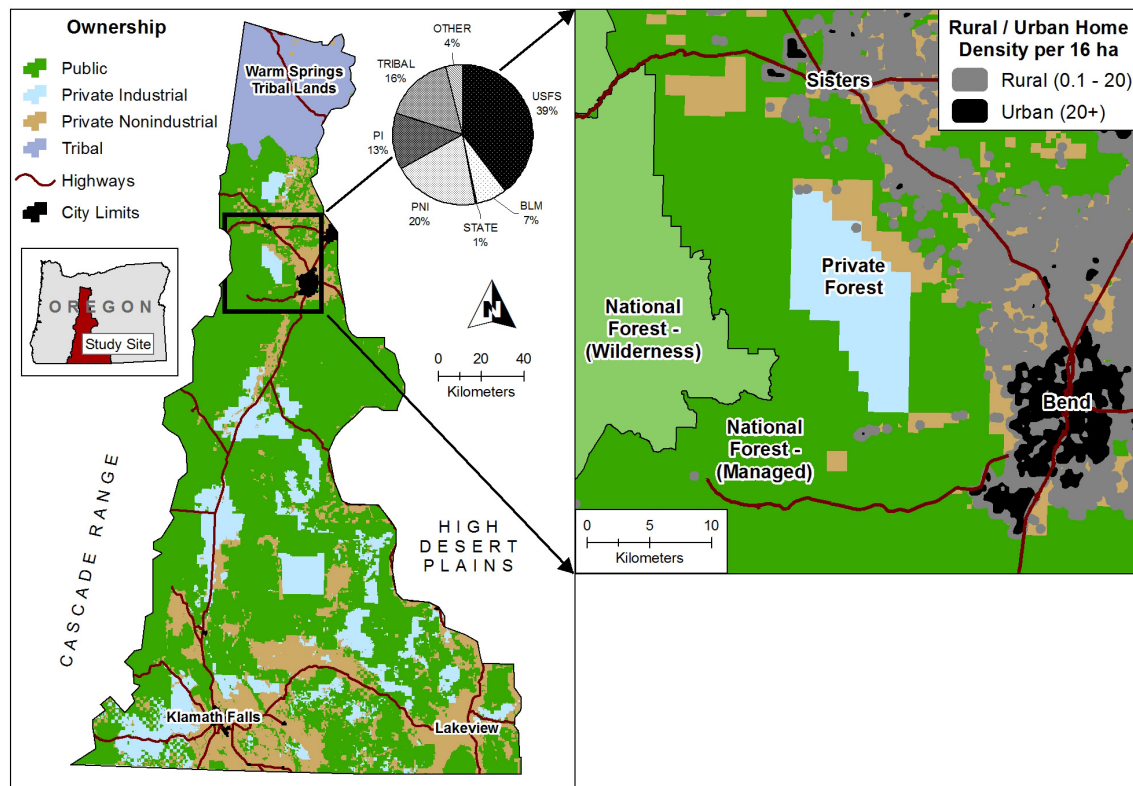 Ownership
Public
Private Industrial
Private Nonindustrial
Tribal
Highways
City Limits
OREGON
Study Site
Warm Springs
Tribal Lands
OTHER
4%
TRIBAL
16%
USFS
39%
PI
13%
PNI
20%
STATE
1%
BLM
7%
N
0 10 20 40
Kilometers
CASCADE RANGE
HIGH
DESERT
PLAINS
Klamath Falls
Lakeview
Rural / Urban Home
Density per 16 ha
Rural (0.1 - 20)
Urban (20+)
Sisters
Private
Forest
National
Forest -
(Wilderness)
Bend
National
Forest -
(Managed)
0 5 10
Kilometers